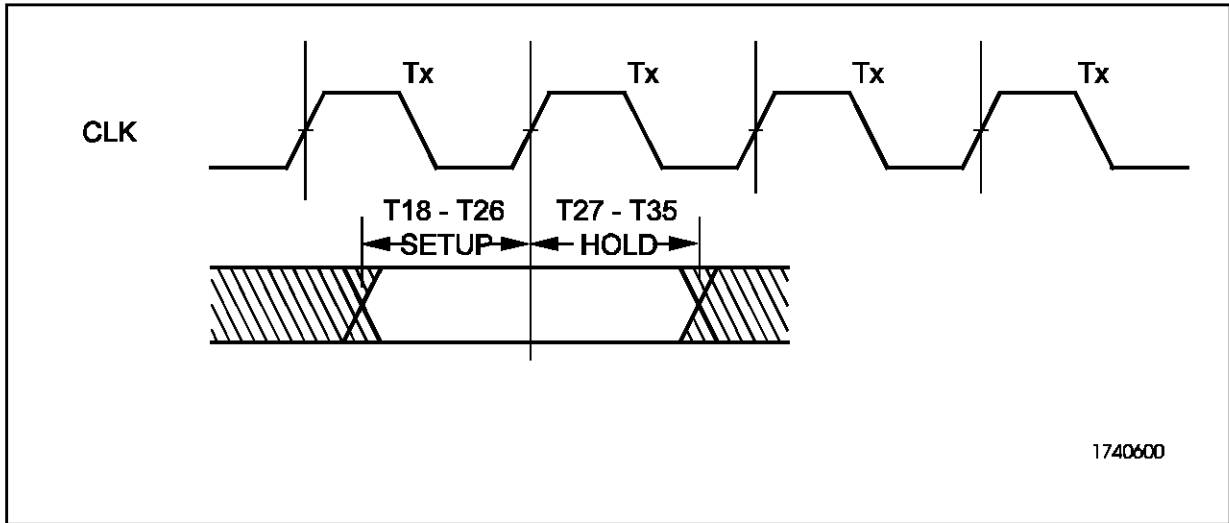 Tx Tx Tx Tx
CLK
T18 - T26 T27 - T35
SETUP HOLD
1740600